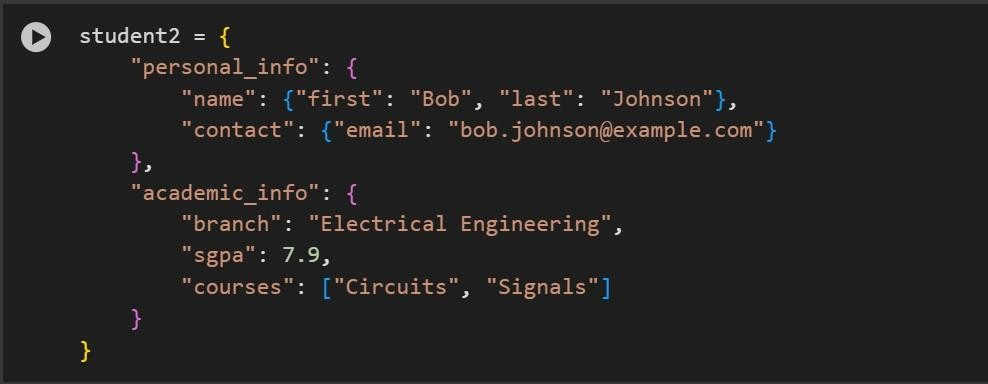 student2 = {
    "personal_info": {
        "name": {"first": "Bob", "last": "Johnson"},
        "contact": {"email": "bob.johnson@example.com"}
    },
    "academic_info": {
        "branch": "Electrical Engineering",
        "sgpa": 7.9,
        "courses": ["Circuits", "Signals"]
    }
}